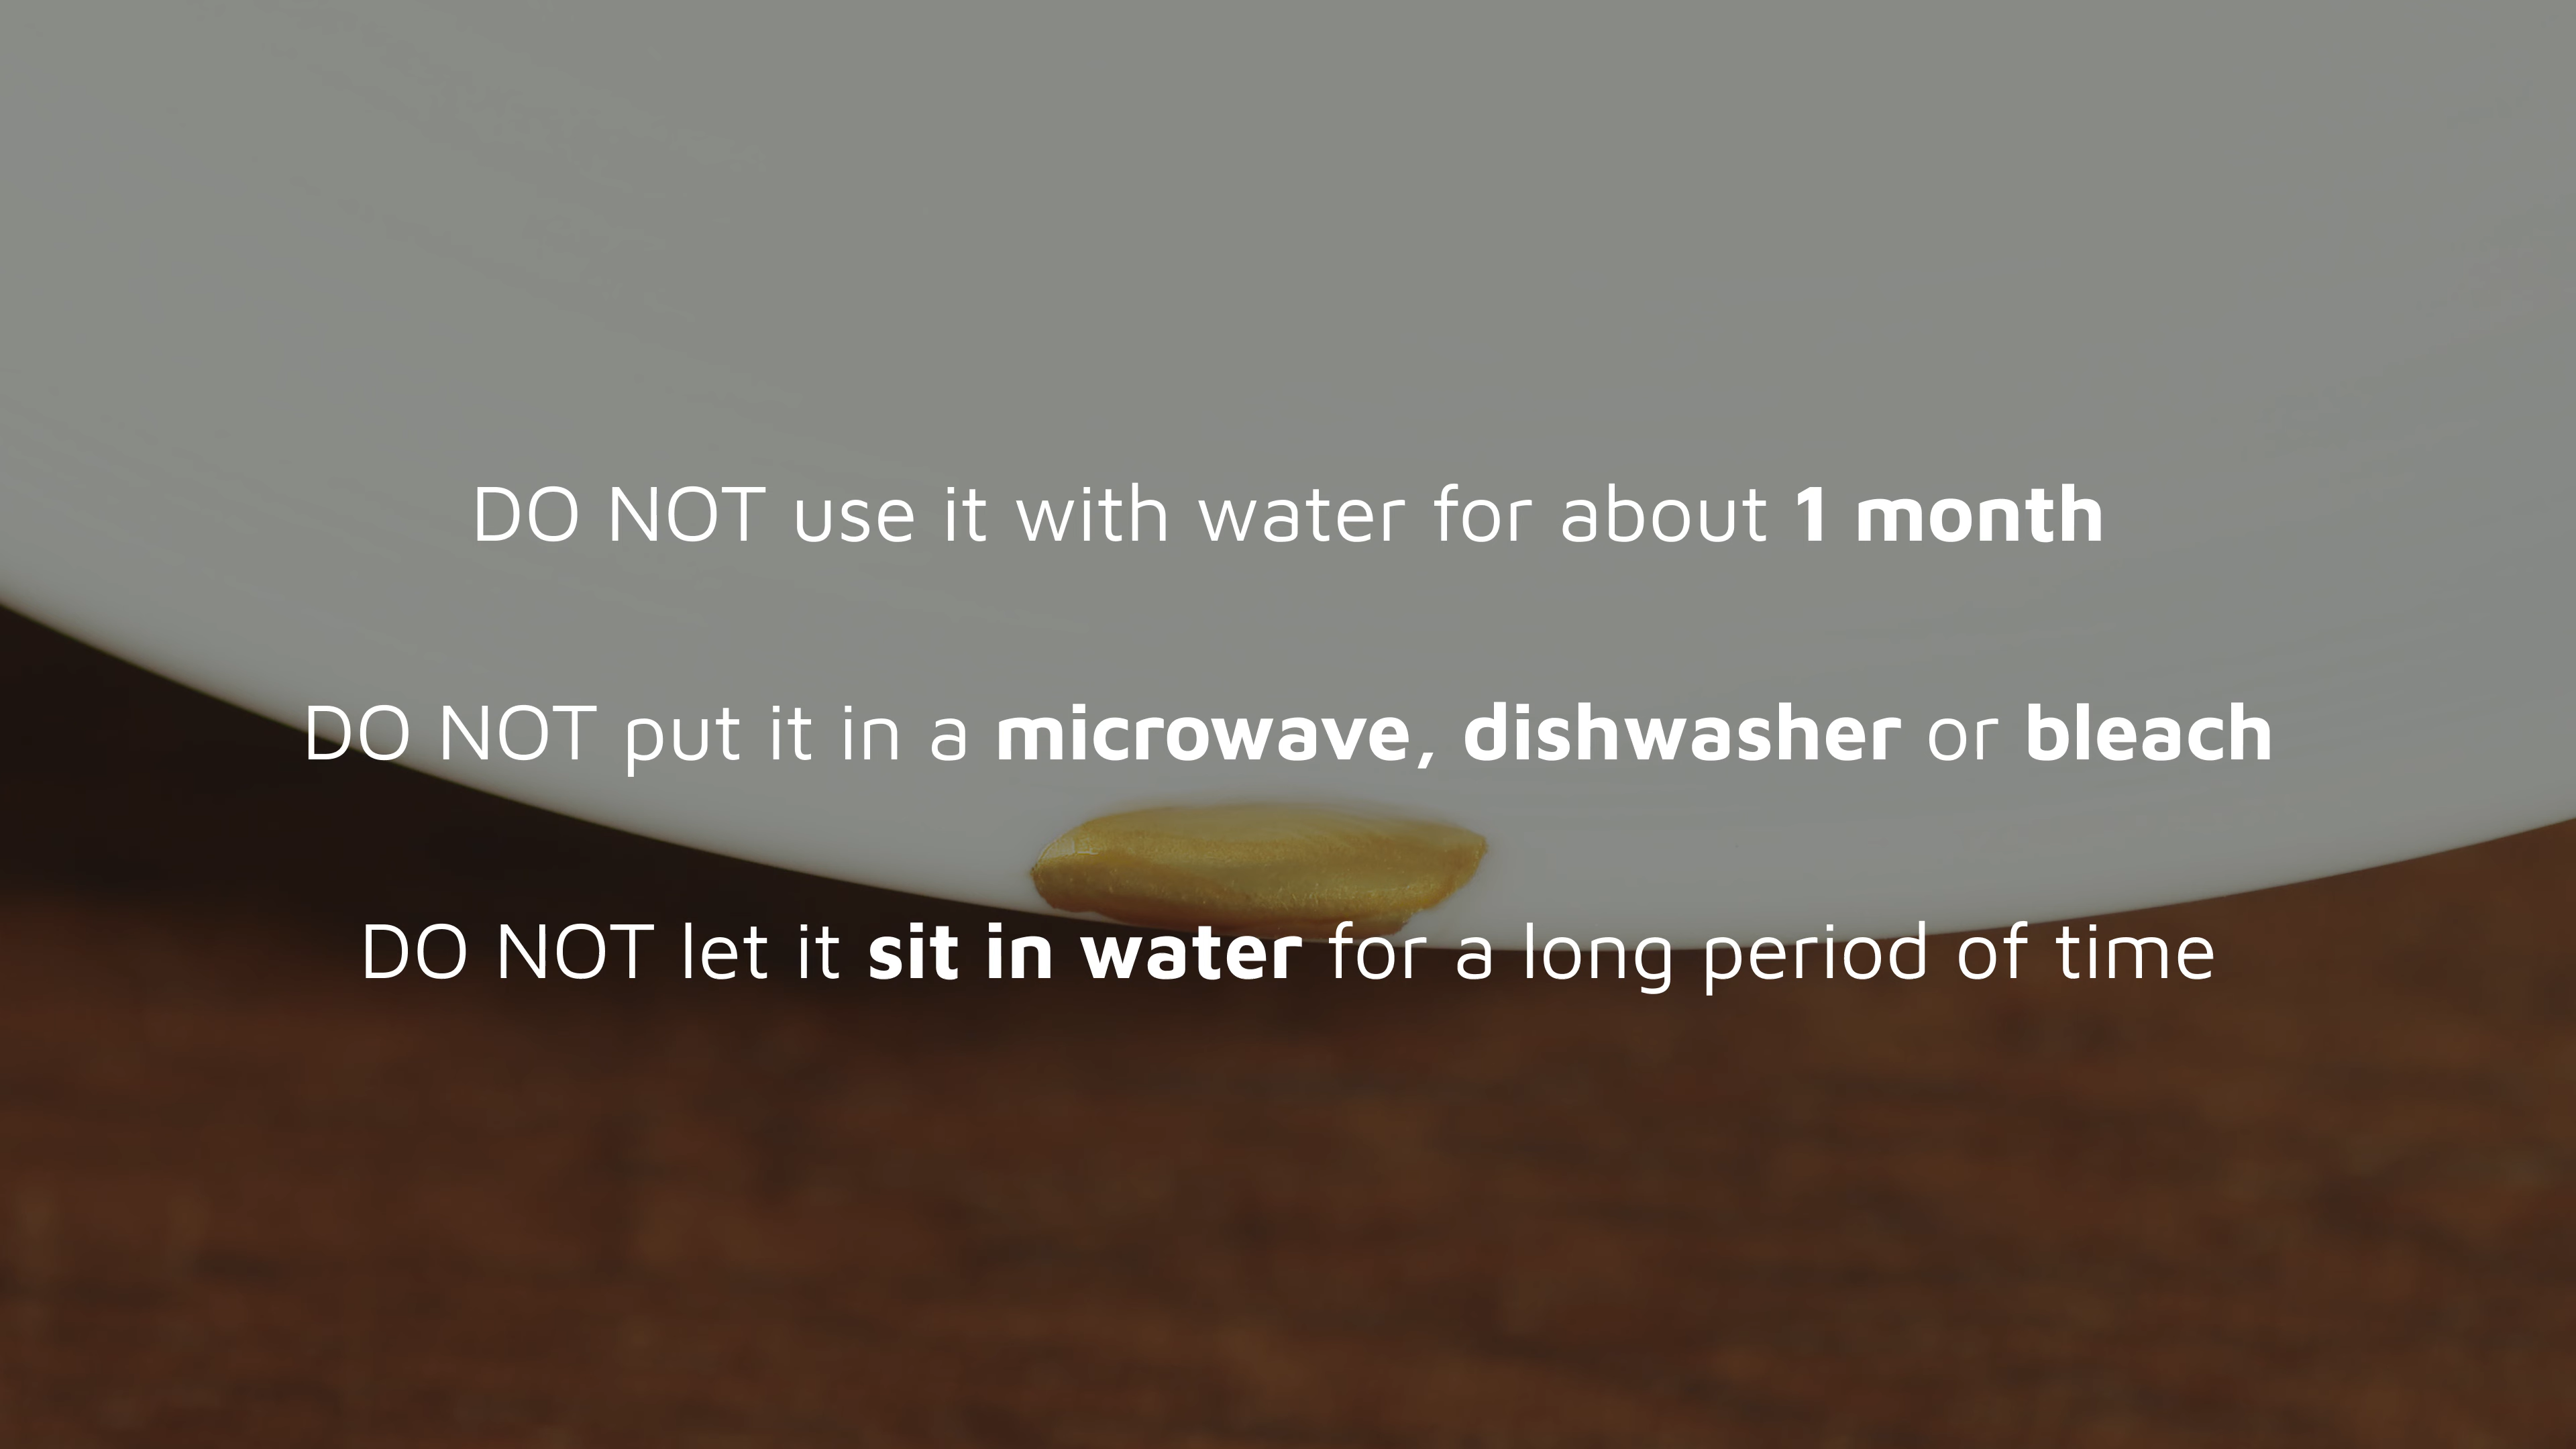 DO NOT use it with water for about 1 month
DO NOT put it in a microwave, dishwasher or bleach
DO NOT let it sit in water for a long period of time